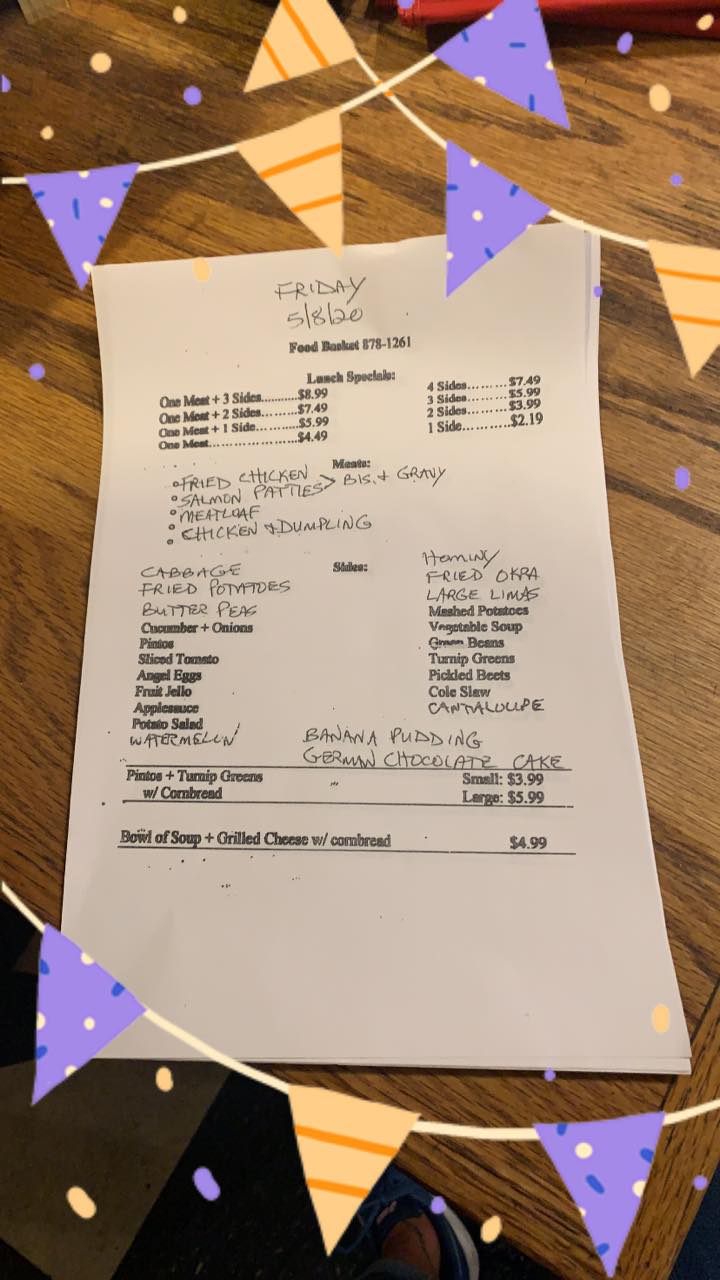 FRIDAY
5/8/20
Food Basket 878-1261
Lunch Specials:
One Meat + 3 Sides..........$8.99
One Meat + 2 Sides.........$7.49
One Meat + 1 Side...........$5.99
One Meat......................$4.49
4 Sides.........$7.49
3 Sides.........$5.99
2 Sides.........$3.99
1 Side...........$2.19
Meats:
FRIED CHICKEN
SALMON PATTIES > BIS. + GRAVY
MEATLOAF
CHICKEN & DUMPLING
Sides:
CABBAGE
FRIED POTATOES
BUTTER PEAS
Cucumber + Onions
Pintos
Sliced Tomato
Angel Eggs
Fruit Jello
Applesauce
Potato Salad
WATERMELON
HOMINY
FRIED OKRA
LARGE LIMAS
Mashed Potatoes
Vegetable Soup
Green Beans
Turnip Greens
Pickled Beets
Cole Slaw
CANTALOUPE
BANANA PUDDING
GERMAN CHOCOLATE CAKE
Pintos + Turnip Greens Small: $3.99
w/ Cornbread Large: $5.99
Bowl of Soup + Grilled Cheese w/ cornbread $4.99